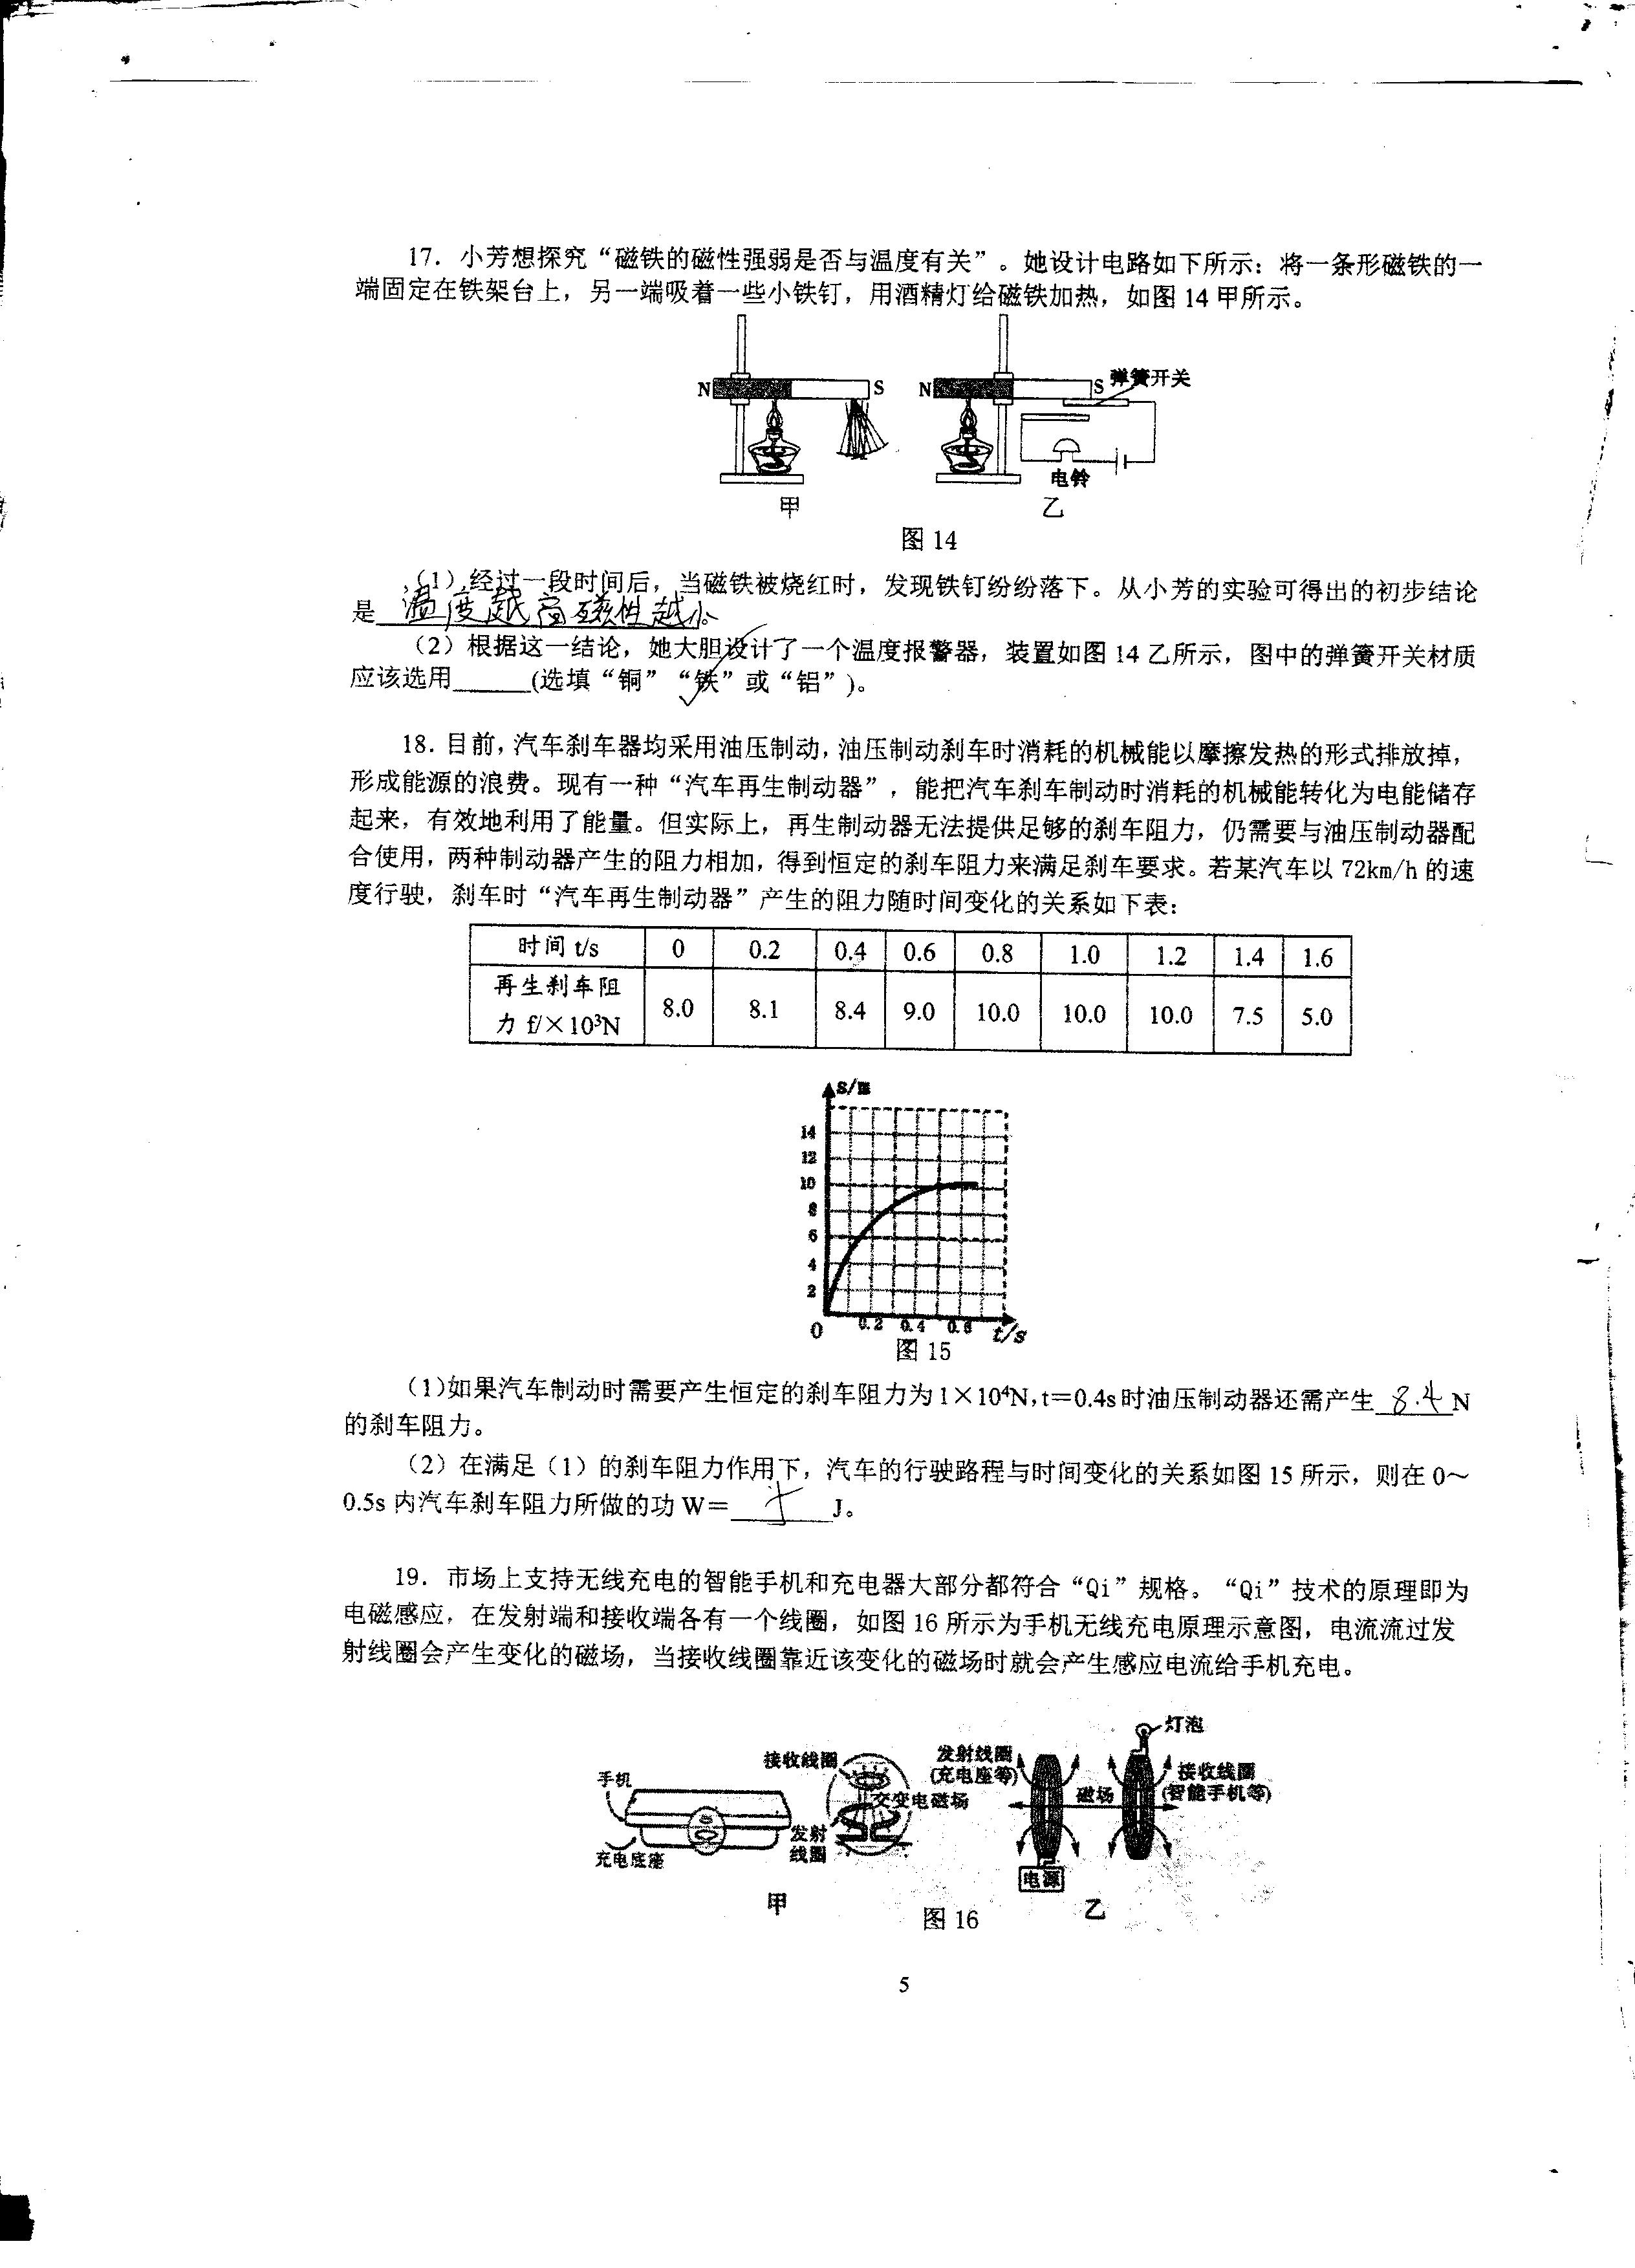 17. 小芳想探究“磁铁的磁性强弱是否与温度有关”。她设计电路如下所示：将一条形磁铁的一
端固定在铁架台上，另一端吸着一些小铁钉，用酒精灯给磁铁加热，如图 14 甲所示。
N S N S 弹簧开关
电铃
甲 乙
图 14
（1）经过一段时间后，当磁铁被烧红时，发现铁钉纷纷落下。从小芳的实验可得出的初步结论
是 温度越高磁性越小
（2）根据这一结论，她大胆设计了一个温度报警器，装置如图 14 乙所示，图中的弹簧开关材质
应该选用______(选填“铜”“铁”或“铝”)。
18. 目前，汽车刹车器均采用油压制动，油压制动刹车时消耗的机械能以摩擦发热的形式排放掉，
形成能源的浪费。现有一种“汽车再生制动器”，能把汽车刹车制动时消耗的机械能转化为电能储存
起来，有效地利用了能量。但实际上，再生制动器无法提供足够的刹车阻力，仍需要与油压制动器配
合使用，两种制动器产生的阻力相加，得到恒定的刹车阻力来满足刹车要求。若某汽车以 72km/h 的速
度行驶，刹车时“汽车再生制动器”产生的阻力随时间变化的关系如下表：
时间 t/s 0 0.2 0.4 0.6 0.8 1.0 1.2 1.4 1.6
再生刹车阻
力 f/×10³N 8.0 8.1 8.4 9.0 10.0 10.0 10.0 7.5 5.0
s/m
14
12
10
8
6
4
2
0 0.2 0.4 0.6 t/s
图 15
（1)如果汽车制动时需要产生恒定的刹车阻力为 1×10⁴N,t＝0.4s 时油压制动器还需产生 8.4 N
的刹车阻力。
（2）在满足（1）的刹车阻力作用下，汽车的行驶路程与时间变化的关系如图 15 所示，则在 0～
0.5s 内汽车刹车阻力所做的功 W＝______J。
19. 市场上支持无线充电的智能手机和充电器大部分都符合“Qi”规格。“Qi”技术的原理即为
电磁感应，在发射端和接收端各有一个线圈，如图 16 所示为手机无线充电原理示意图，电流流过发
射线圈会产生变化的磁场，当接收线圈靠近该变化的磁场时就会产生感应电流给手机充电。
手机
充电底座
接收线圈
交变电磁场
发射
线圈
发射线圈
(充电座等)
灯泡
磁场
接收线圈
(智能手机等)
电源
甲 乙
图 16
5